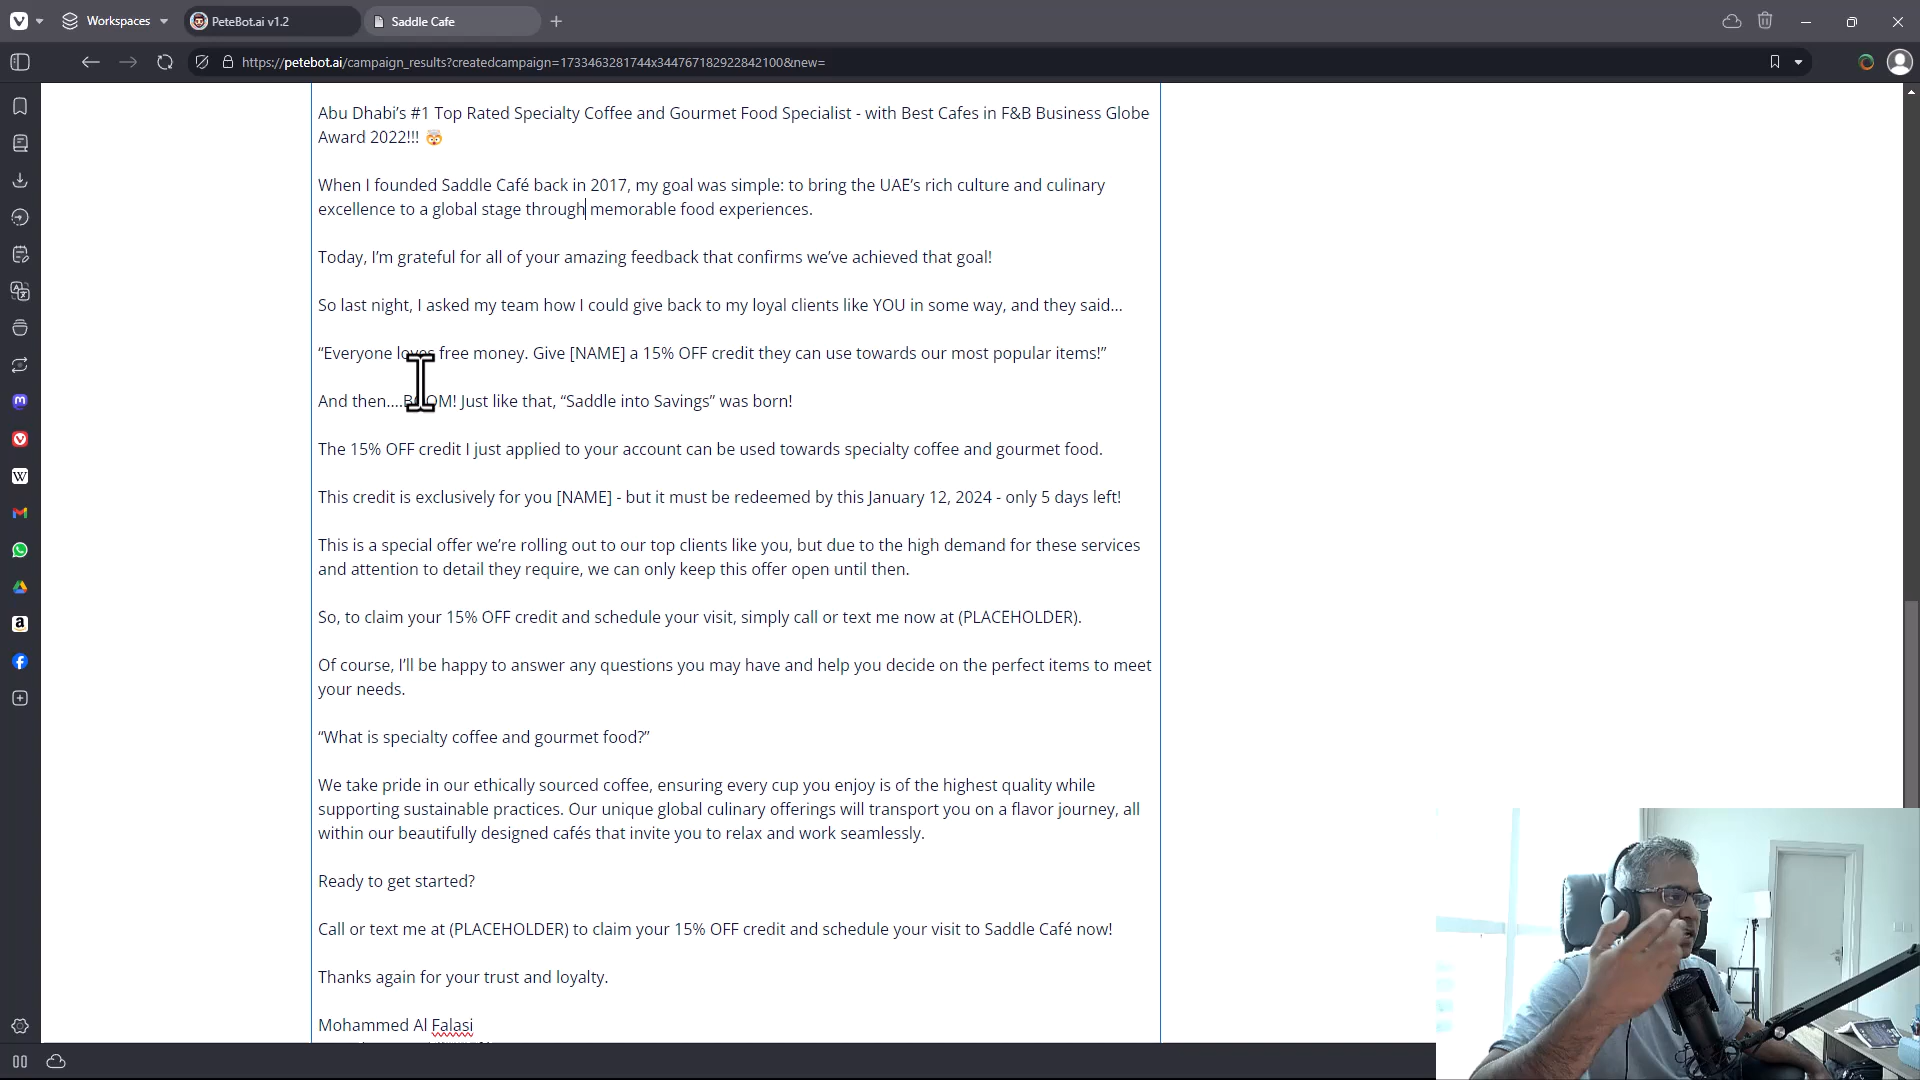 Workspaces
PeteBot.ai v1.2
Saddle Cafe
https://petebot.ai/campaign_results?createdcampaign=1733463281744x344767182922842100&new=
Abu Dhabi’s #1 Top Rated Specialty Coffee and Gourmet Food Specialist - with Best Cafes in F&B Business Globe
Award 2022!!! 🤯
When I founded Saddle Café back in 2017, my goal was simple: to bring the UAE’s rich culture and culinary
excellence to a global stage through memorable food experiences.
Today, I’m grateful for all of your amazing feedback that confirms we’ve achieved that goal!
So last night, I asked my team how I could give back to my loyal clients like YOU in some way, and they said...
“Everyone loves free money. Give [NAME] a 15% OFF credit they can use towards our most popular items!”
And then....BOOM! Just like that, “Saddle into Savings” was born!
The 15% OFF credit I just applied to your account can be used towards specialty coffee and gourmet food.
This credit is exclusively for you [NAME] - but it must be redeemed by this January 12, 2024 - only 5 days left!
This is a special offer we’re rolling out to our top clients like you, but due to the high demand for these services
and attention to detail they require, we can only keep this offer open until then.
So, to claim your 15% OFF credit and schedule your visit, simply call or text me now at (PLACEHOLDER).
Of course, I’ll be happy to answer any questions you may have and help you decide on the perfect items to meet
your needs.
“What is specialty coffee and gourmet food?”
We take pride in our ethically sourced coffee, ensuring every cup you enjoy is of the highest quality while
supporting sustainable practices. Our unique global culinary offerings will transport you on a flavor journey, all
within our beautifully designed cafés that invite you to relax and work seamlessly.
Ready to get started?
Call or text me at (PLACEHOLDER) to claim your 15% OFF credit and schedule your visit to Saddle Café now!
Thanks again for your trust and loyalty.
Mohammed Al Falasi